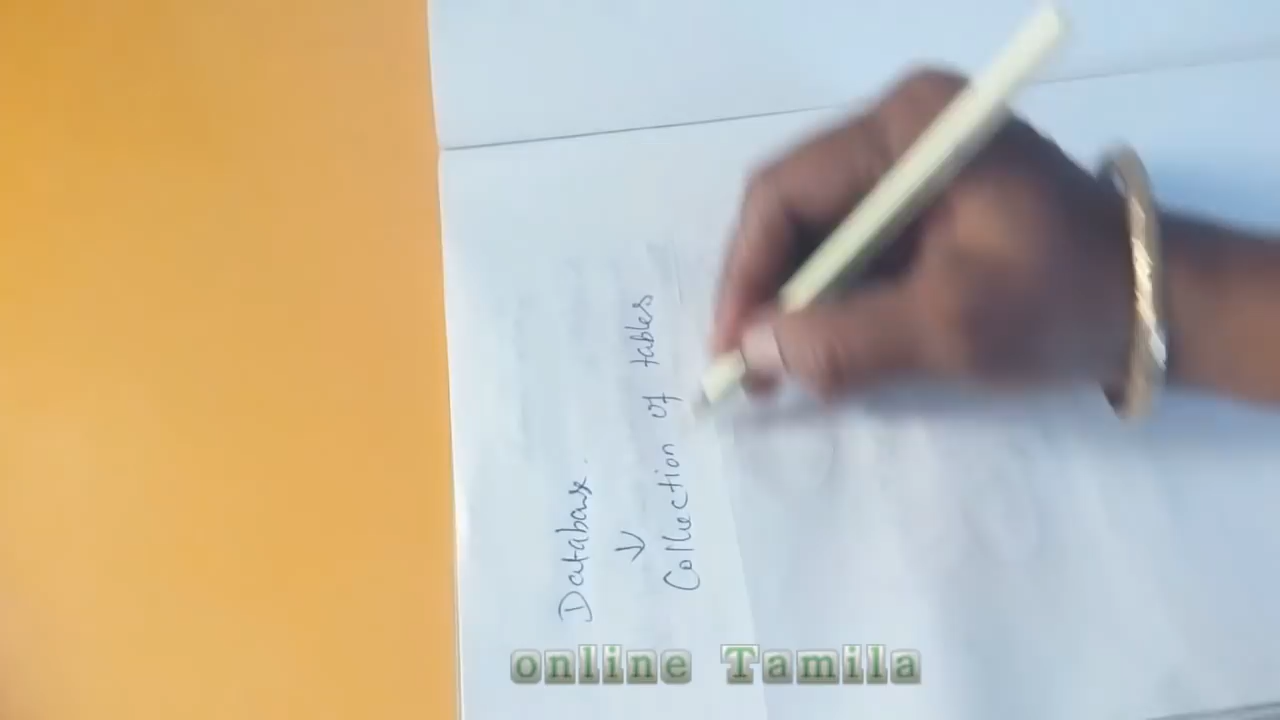 Database.
↓
Collection of tables
online Tamila